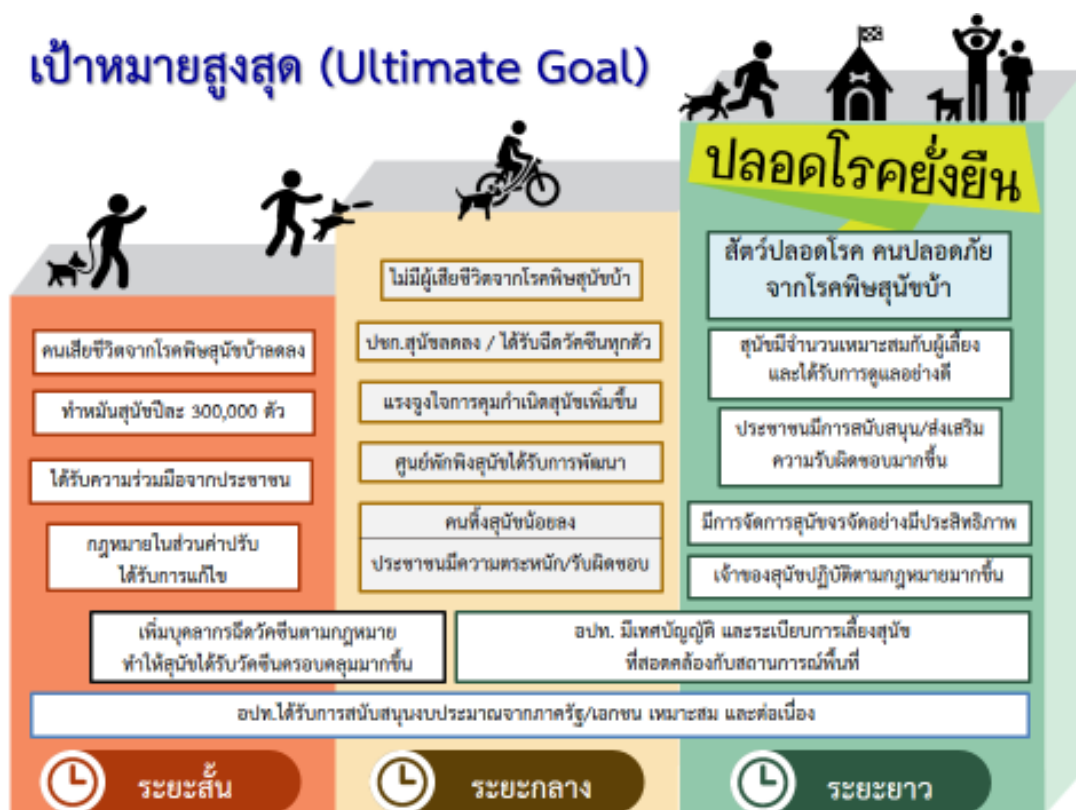 เป้าหมายสูงสุด (Ultimate Goal)
ปลอดโรคยั่งยืน
คนเสียชีวิตจากโรคพิษสุนัขบ้าลดลง
ทำหมันสุนัขปีละ 300,000 ตัว
ได้รับความร่วมมือจากประชาชน
กฎหมายในส่วนค่าปรับ
ได้รับการแก้ไข
ไม่มีผู้เสียชีวิตจากโรคพิษสุนัขบ้า
ปชก.สุนัขลดลง / ได้รับฉีดวัคซีนทุกตัว
แรงจูงใจการคุมกำเนิดสุนัขเพิ่มขึ้น
ศูนย์พักพิงสุนัขได้รับการพัฒนา
คนทิ้งสุนัขน้อยลง
ประชาชนมีความตระหนัก/รับผิดชอบ
สัตว์ปลอดโรค คนปลอดภัย
จากโรคพิษสุนัขบ้า
สุนัขมีจำนวนเหมาะสมกับผู้เลี้ยง
และได้รับการดูแลอย่างดี
ประชาชนมีการสนับสนุน/ส่งเสริม
ความรับผิดชอบมากขึ้น
มีการจัดการสุนัขจรจัดอย่างมีประสิทธิภาพ
เจ้าของสุนัขปฏิบัติตามกฎหมายมากขึ้น
เพิ่มบุคลากรฉีดวัคซีนตามกฎหมาย
ทำให้สุนัขได้รับวัคซีนครอบคลุมมากขึ้น
อปท. มีเทศบัญญัติ และระเบียบการเลี้ยงสุนัข
ที่สอดคล้องกับสถานการณ์พื้นที่
อปท.ได้รับการสนับสนุนงบประมาณจากภาครัฐ/เอกชน เหมาะสม และต่อเนื่อง
ระยะสั้น
ระยะกลาง
ระยะยาว